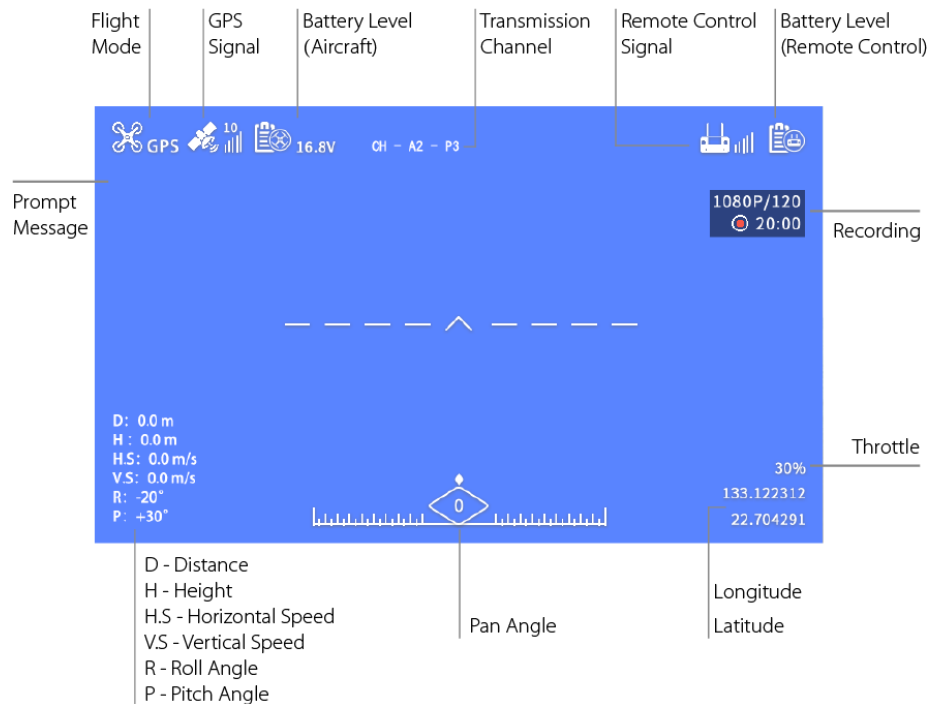 Flight Mode
GPS Signal
Battery Level (Aircraft)
Transmission Channel
Remote Control Signal
Battery Level (Remote Control)
GPS
10
16.8V
CH - A2 - P3
Prompt Message
1080P/120
20:00
Recording
D: 0.0 m
H : 0.0 m
H.S: 0.0 m/s
V.S: 0.0 m/s
R: -20°
P: +30°
0
Throttle
30%
133.122312
22.704291
D - Distance
H - Height
H.S - Horizontal Speed
V.S - Vertical Speed
R - Roll Angle
P - Pitch Angle
Pan Angle
Longitude
Latitude